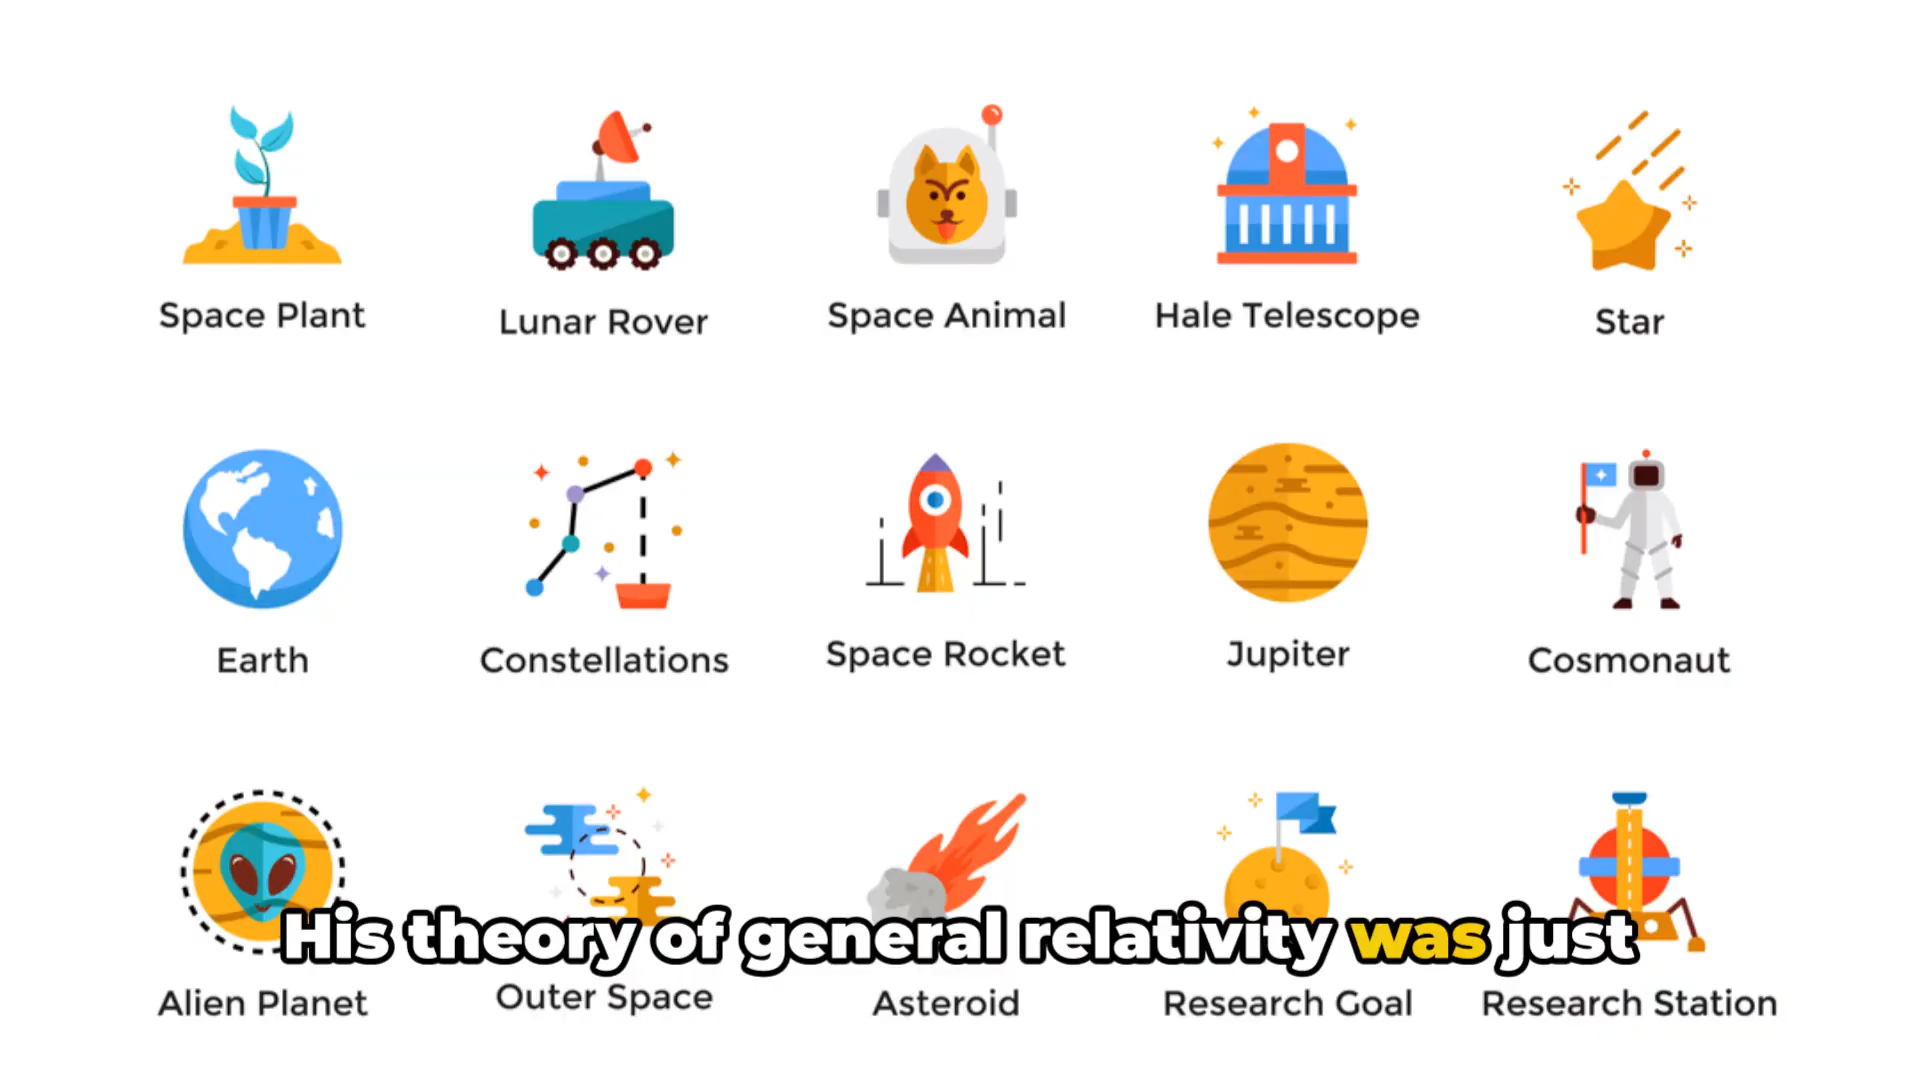 Space Plant
Lunar Rover
Space Animal
Hale Telescope
Star
Earth
Constellations
Space Rocket
Jupiter
Cosmonaut
His theory of general relativity was just
Alien Planet
Outer Space
Asteroid
Research Goal
Research Station